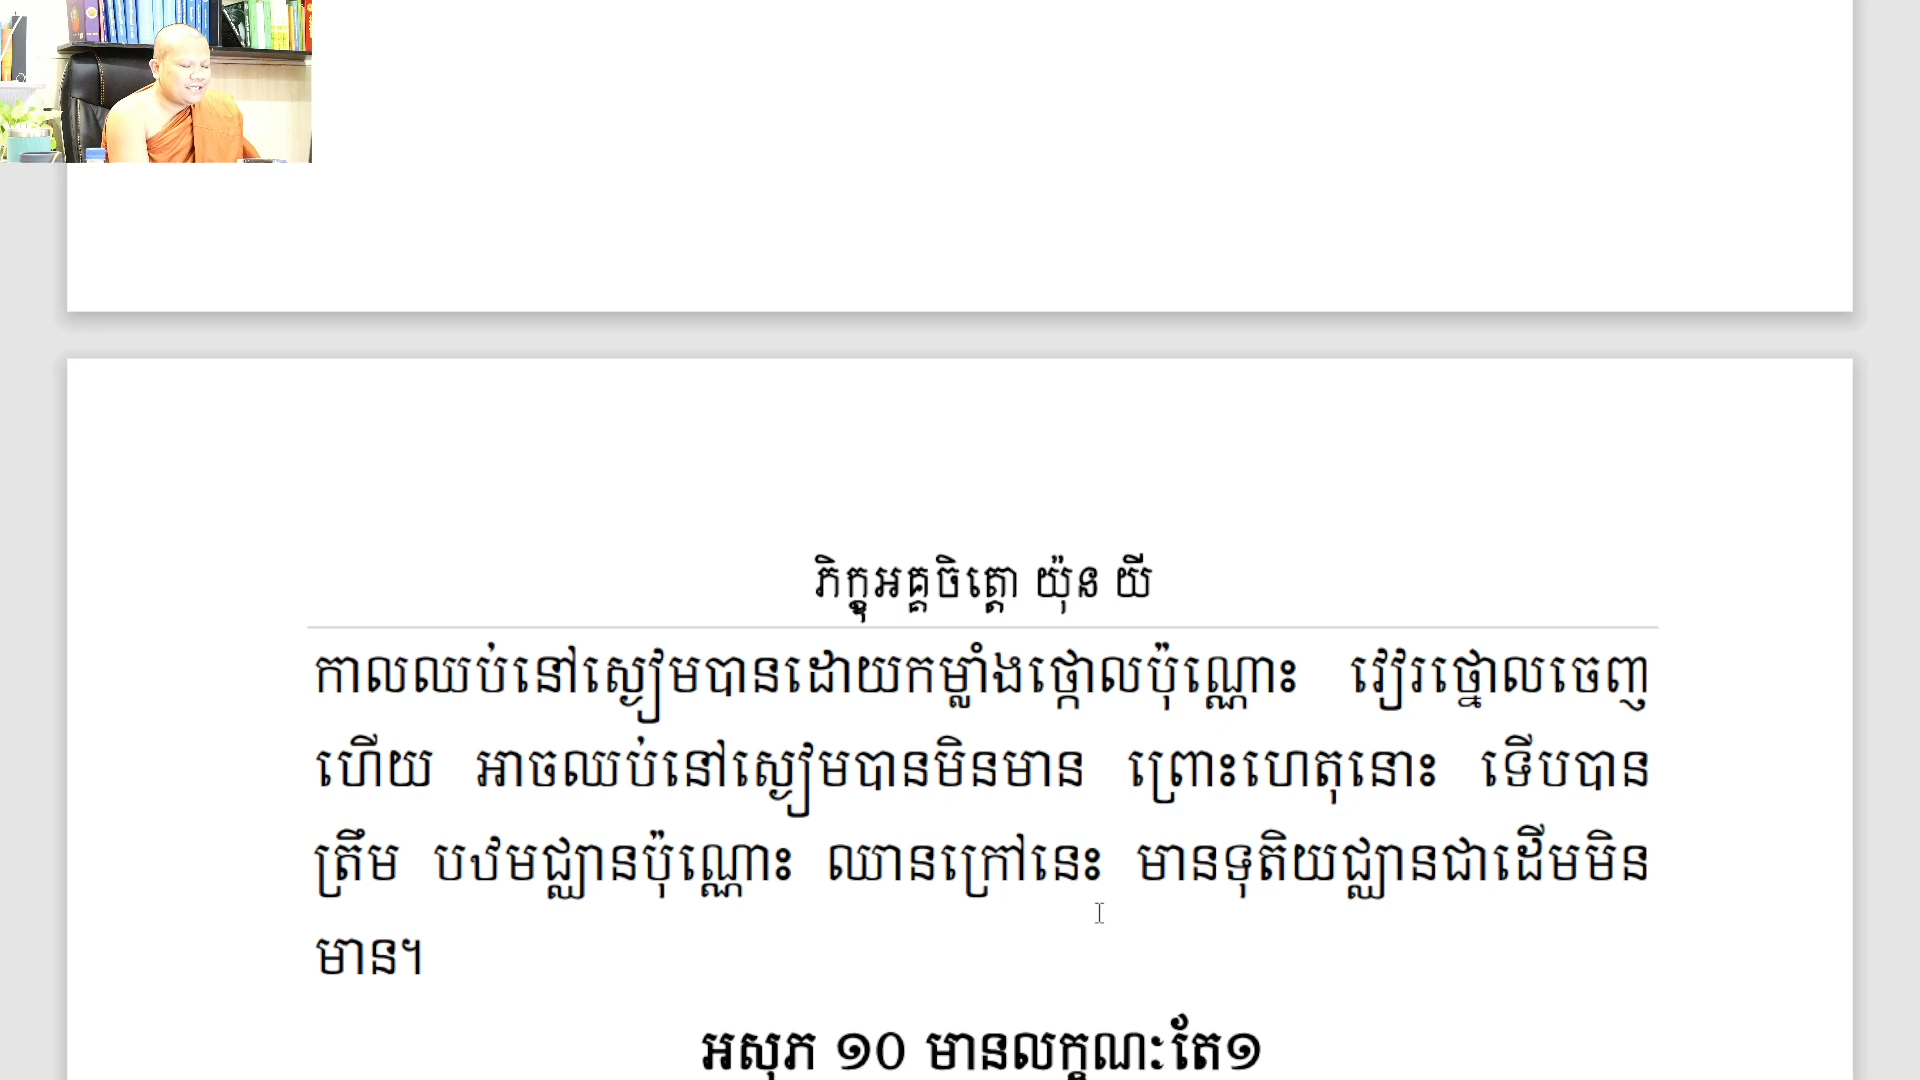 ភិក្ខុអគ្គចិត្តោ យ៉ុន យី
កាលឈប់នៅស្ងៀមបានដោយកម្លាំងថ្កោលប៉ុណ្ណោះ វៀរថ្នោលចេញ
ហើយ អាចឈប់នៅស្ងៀមបានមិនមាន ព្រោះហេតុនោះ ទើបបាន
ត្រឹម បឋមជ្ឈានប៉ុណ្ណោះ ឈានក្រៅនេះ មានទុតិយជ្ឈានជាដើមមិន
មាន។
អសុភ ១០ មានលក្ខណៈតែ១